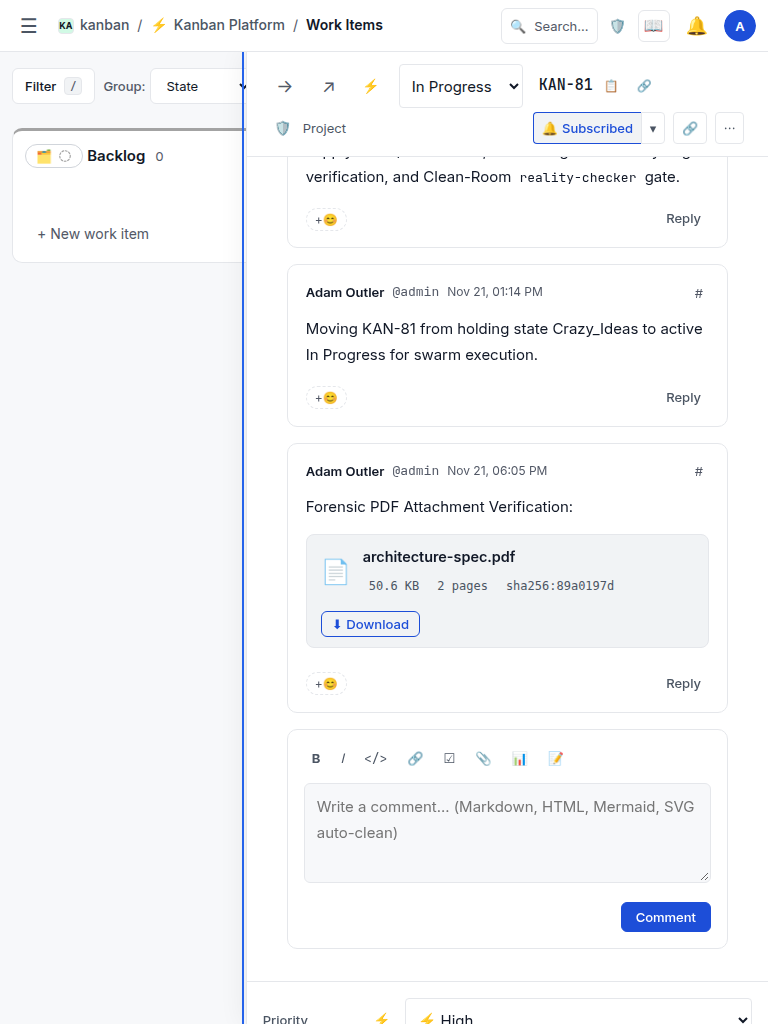 KA kanban / Kanban Platform / Work Items
Search...
A
Filter /
Group: State
In Progress
KAN-81
Project
Subscribed
Backlog 0
+ New work item
verification, and Clean-Room reality-checker gate.
+
Reply
Adam Outler @admin Nov 21, 01:14 PM #
Moving KAN-81 from holding state Crazy_Ideas to active
In Progress for swarm execution.
+
Reply
Adam Outler @admin Nov 21, 06:05 PM #
Forensic PDF Attachment Verification:
architecture-spec.pdf
50.6 KB 2 pages sha256:89a0197d
Download
+
Reply
B I </>
Write a comment... (Markdown, HTML, Mermaid, SVG
auto-clean)
Comment
Priority
High